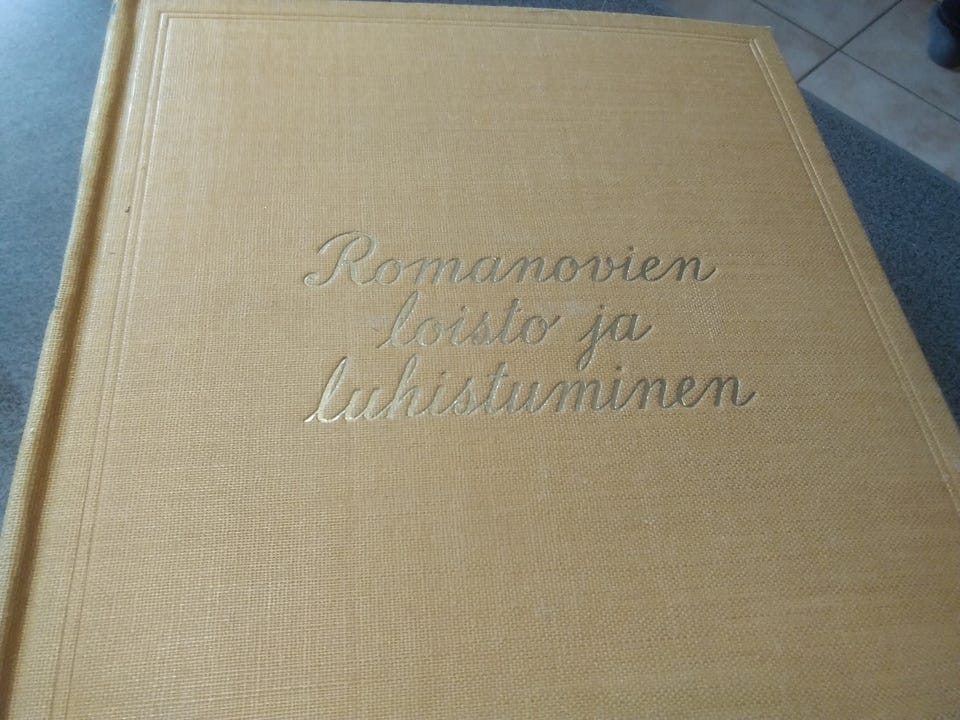 Romanovien
loisto ja
luhistuminen